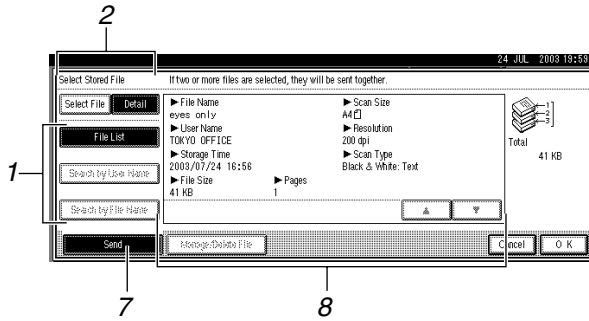 2
24 JUL 2003 19:59
Select Stored File
If two or more files are selected, they will be sent together.
Select File
Detail
►File Name
eyes only
►Scan Size
A4
1
2
3
File List
►User Name
TOKYO OFFICE
►Resolution
200 dpi
Total
41 KB
►Storage Time
2003/07/24 16:56
►Scan Type
Black & White: Text
1
Search by User Name
►File Size
41 KB
►Pages
1
Search by File Name
▲
▼
Send
Manage/Delete File
Cancel
O K
7
8